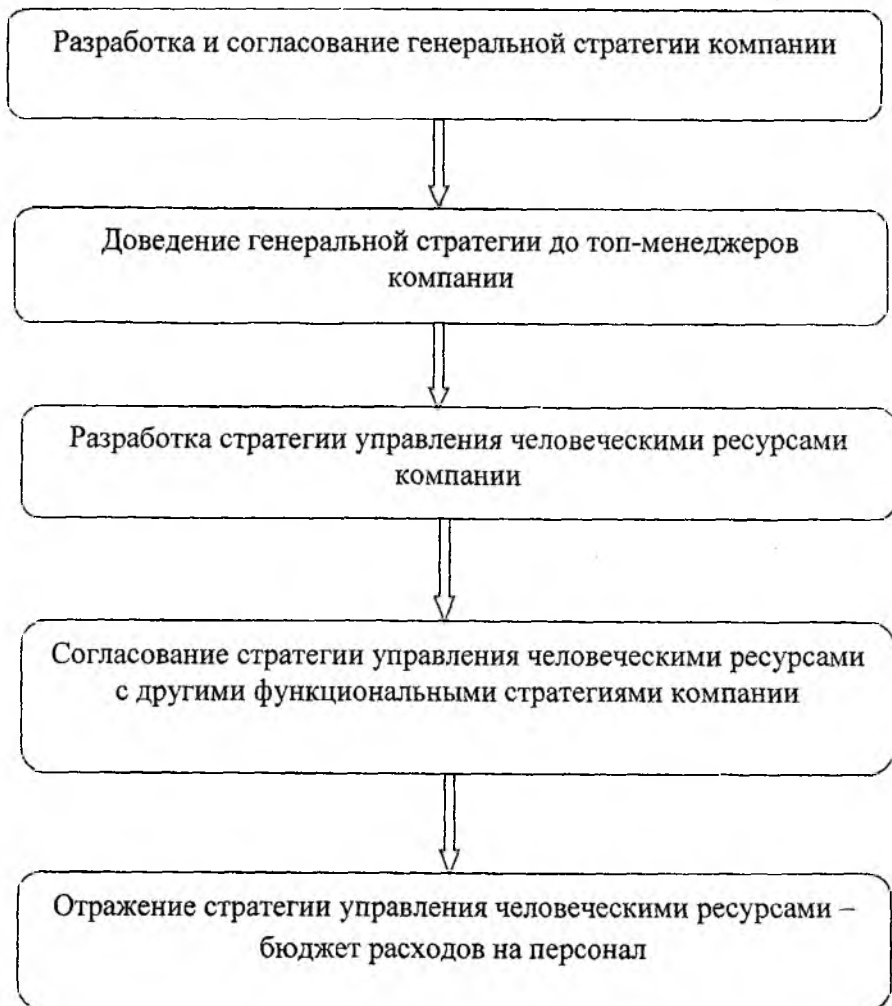 Разработка и согласование генеральной стратегии компании
Доведение генеральной стратегии до топ-менеджеров
компании
Разработка стратегии управления человеческими ресурсами
компании
Согласование стратегии управления человеческими ресурсами
с другими функциональными стратегиями компании
Отражение стратегии управления человеческими ресурсами –
бюджет расходов на персонал